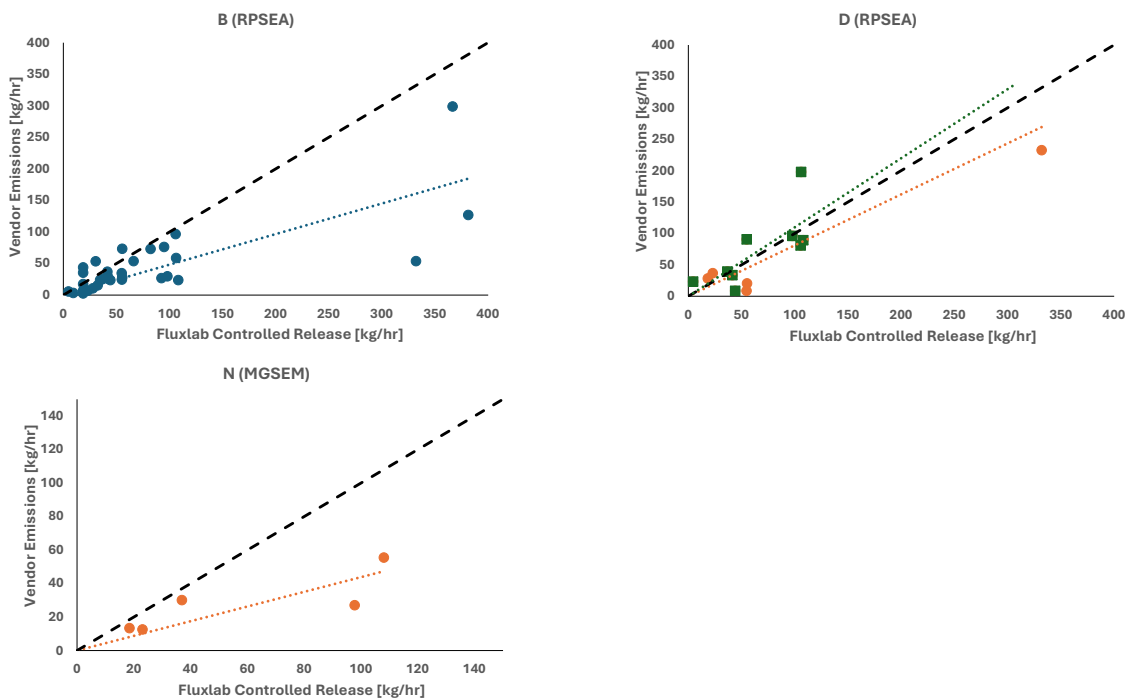 B (RPSEA)
Vendor Emissions [kg/hr]
400
350
300
250
200
150
100
50
0
0 50 100 150 200 250 300 350 400
Fluxlab Controlled Release [kg/hr]
D (RPSEA)
Vendor Emissions [kg/hr]
400
350
300
250
200
150
100
50
0
0 50 100 150 200 250 300 350 400
Fluxlab Controlled Release [kg/hr]
N (MGSEM)
Vendor Emissions [kg/hr]
140
120
100
80
60
40
20
0
0 20 40 60 80 100 120 140
Fluxlab Controlled Release [kg/hr]